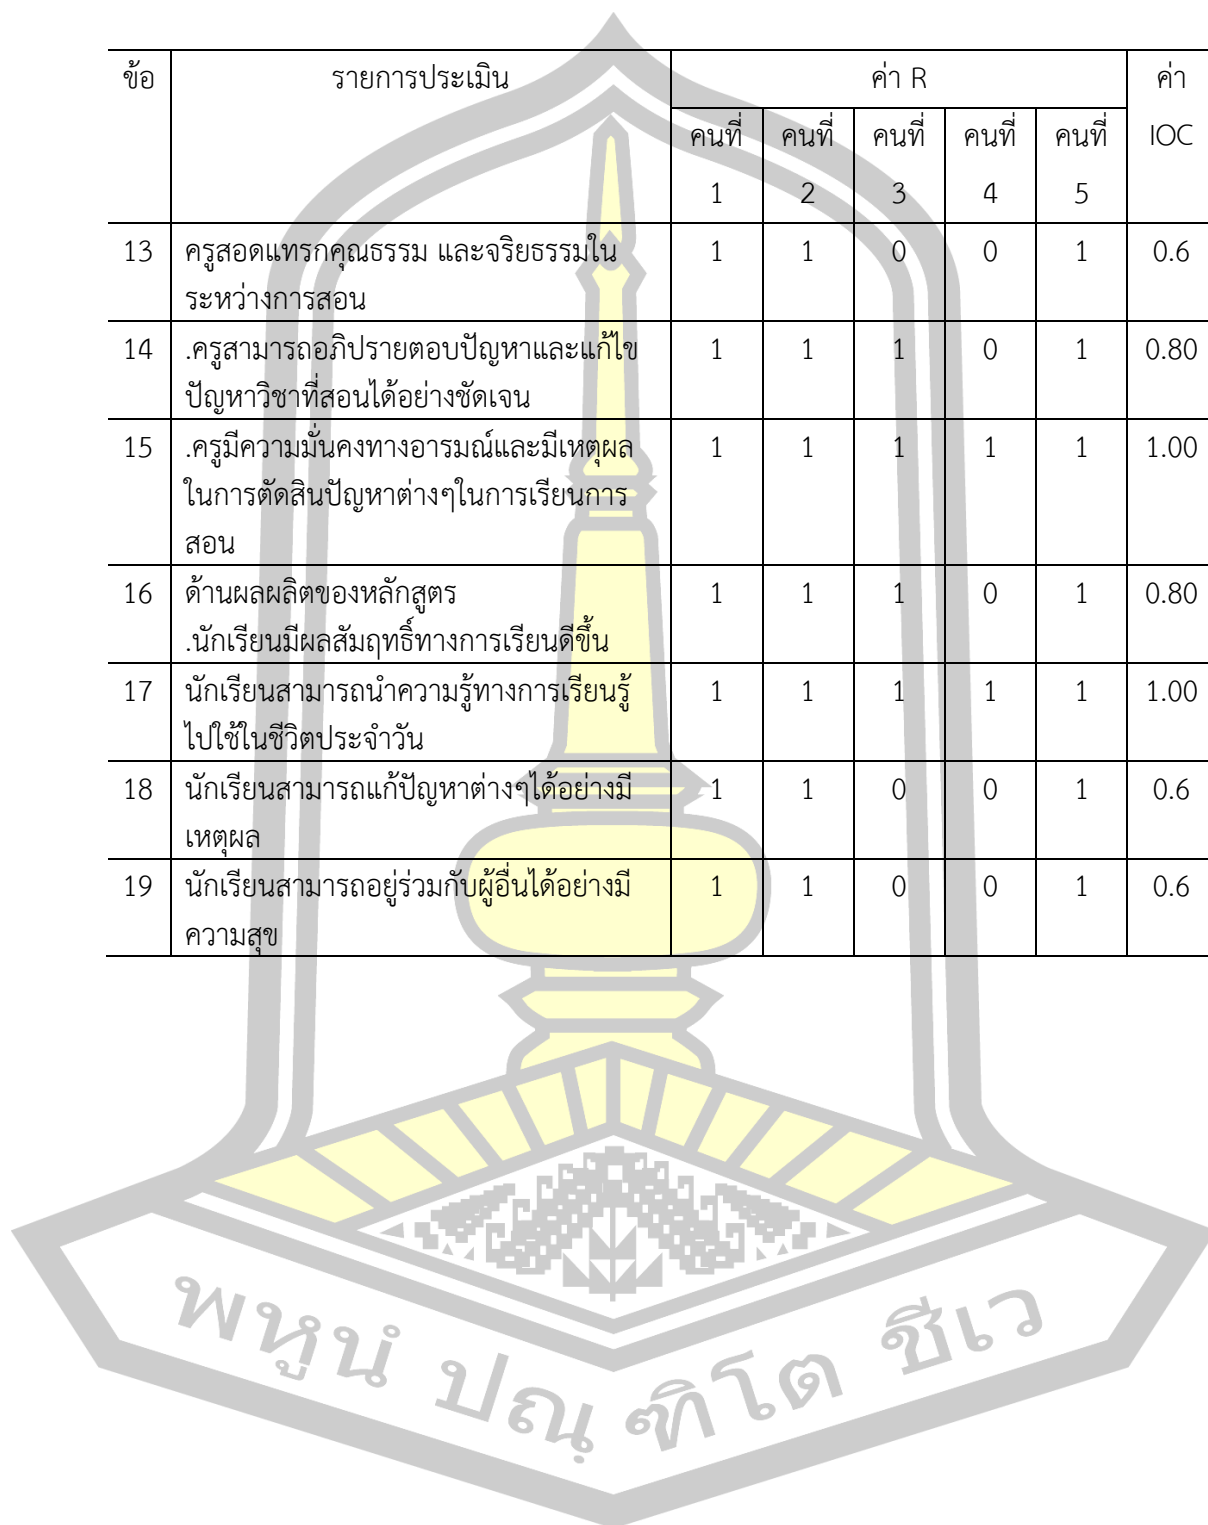 ข้อ รายการประเมิน ค่า R ค่า
คนที่ คนที่ คนที่ คนที่ คนที่ IOC
1 2 3 4 5
13 ครูสอดแทรกคุณธรรม และจริยธรรมใน 1 1 0 0 1 0.6
ระหว่างการสอน
14 .ครูสามารถอภิปรายตอบปัญหาและแก้ไข 1 1 1 0 1 0.80
ปัญหาวิชาที่สอนได้อย่างชัดเจน
15 .ครูมีความมั่นคงทางอารมณ์และมีเหตุผล 1 1 1 1 1 1.00
ในการตัดสินปัญหาต่างๆในการเรียนการ
สอน
16 ด้านผลผลิตของหลักสูตร 1 1 1 0 1 0.80
.นักเรียนมีผลสัมฤทธิ์ทางการเรียนดีขึ้น
17 นักเรียนสามารถนำความรู้ทางการเรียนรู้ 1 1 1 1 1 1.00
ไปใช้ในชีวิตประจำวัน
18 นักเรียนสามารถแก้ปัญหาต่างๆได้อย่างมี 1 1 0 0 1 0.6
เหตุผล
19 นักเรียนสามารถอยู่ร่วมกับผู้อื่นได้อย่างมี 1 1 0 0 1 0.6
ความสุข
พหูนํ ปณฺฑิโต ชีเว